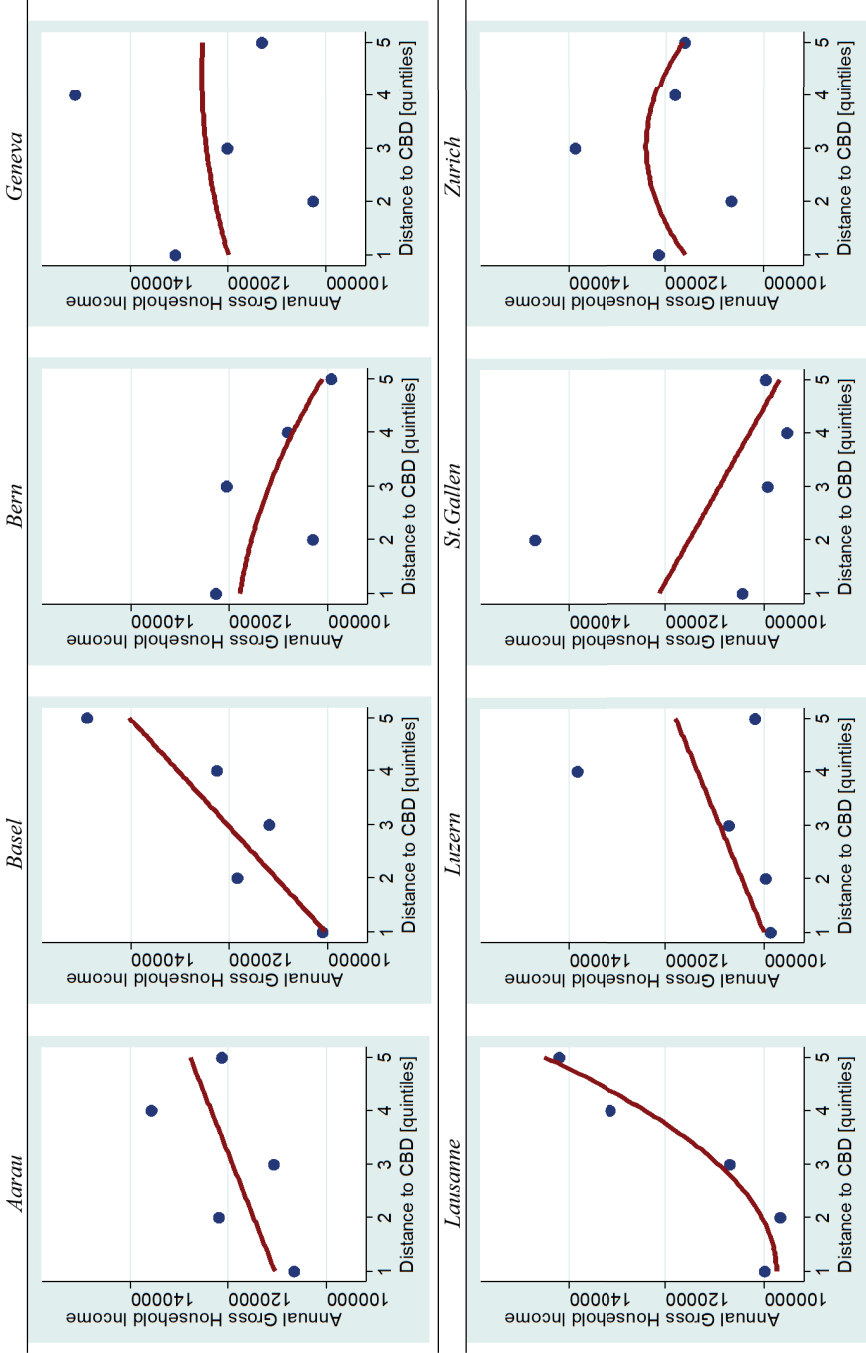 Aarau
Annual Gross Household Income
100000 120000 140000
1 2 3 4 5
Distance to CBD [quintiles]
Basel
Annual Gross Household Income
100000 120000 140000
1 2 3 4 5
Distance to CBD [quintiles]
Bern
Annual Gross Household Income
100000 120000 140000
1 2 3 4 5
Distance to CBD [quintiles]
Geneva
Annual Gross Household Income
100000 120000 140000
1 2 3 4 5
Distance to CBD [quintiles]
Lausanne
Annual Gross Household Income
100000 120000 140000
1 2 3 4 5
Distance to CBD [quintiles]
Luzern
Annual Gross Household Income
100000 120000 140000
1 2 3 4 5
Distance to CBD [quintiles]
St.Gallen
Annual Gross Household Income
100000 120000 140000
1 2 3 4 5
Distance to CBD [quintiles]
Zurich
Annual Gross Household Income
100000 120000 140000
1 2 3 4 5
Distance to CBD [quintiles]